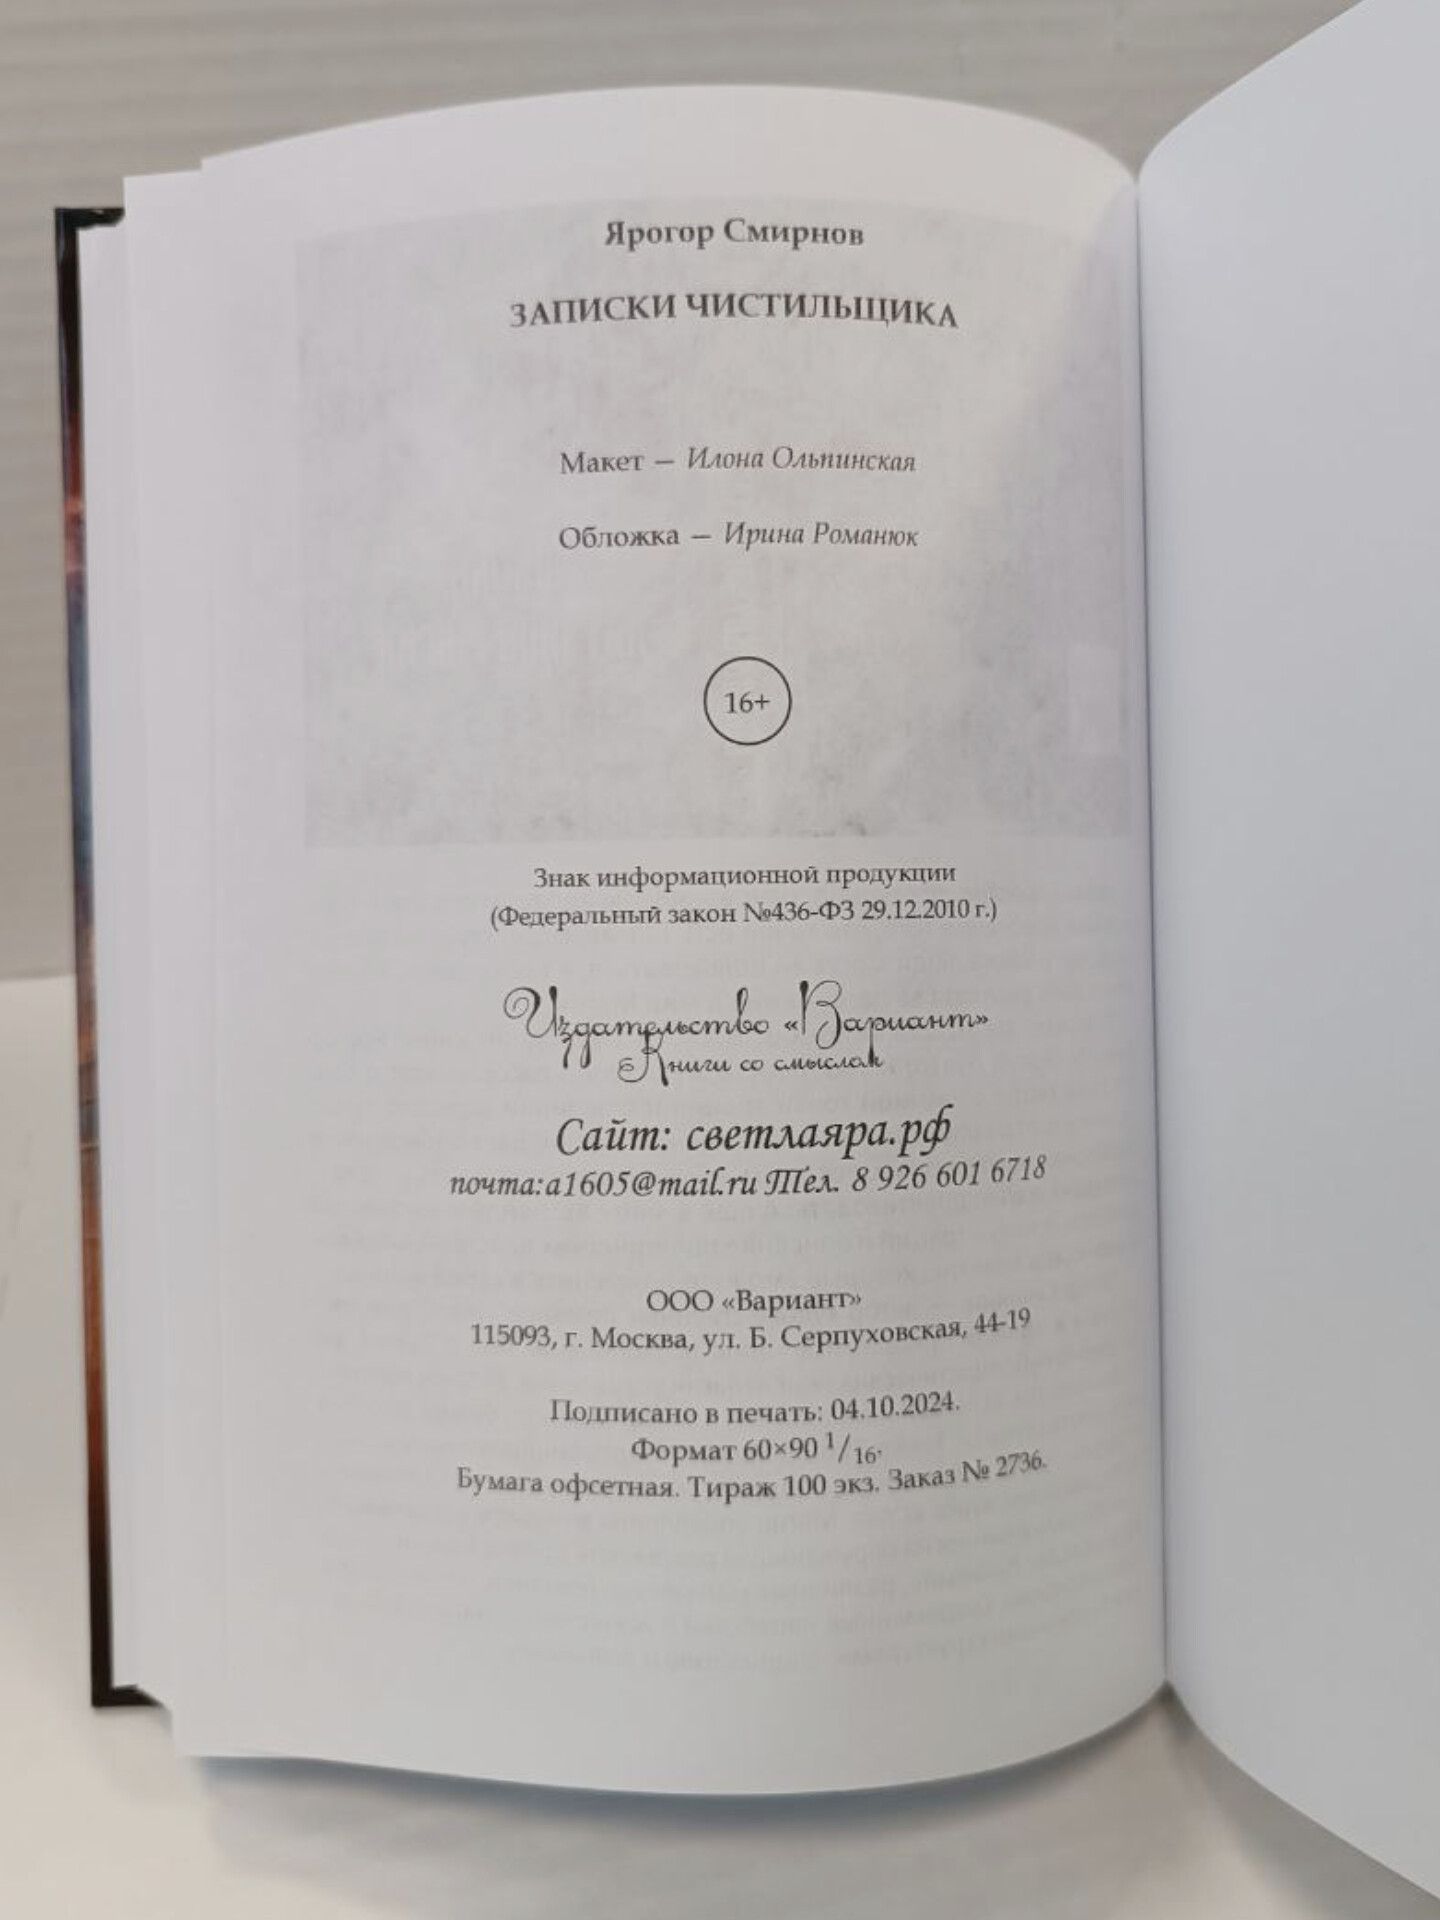 Ярогор Смирнов
ЗАПИСКИ ЧИСТИЛЬЩИКА
Макет — Илона Ольпинская
Обложка — Ирина Романюк
16+
Знак информационной продукции
(Федеральный закон №436-ФЗ 29.12.2010 г.)
Издательство «Вариант»
Книги со смыслом
Сайт: светлаяра.рф
почта:a1605@mail.ru Тел. 8 926 601 6718
ООО «Вариант»
115093, г. Москва, ул. Б. Серпуховская, 44-19
Подписано в печать: 04.10.2024.
Формат 60×90 1/16.
Бумага офсетная. Тираж 100 экз. Заказ № 2736.